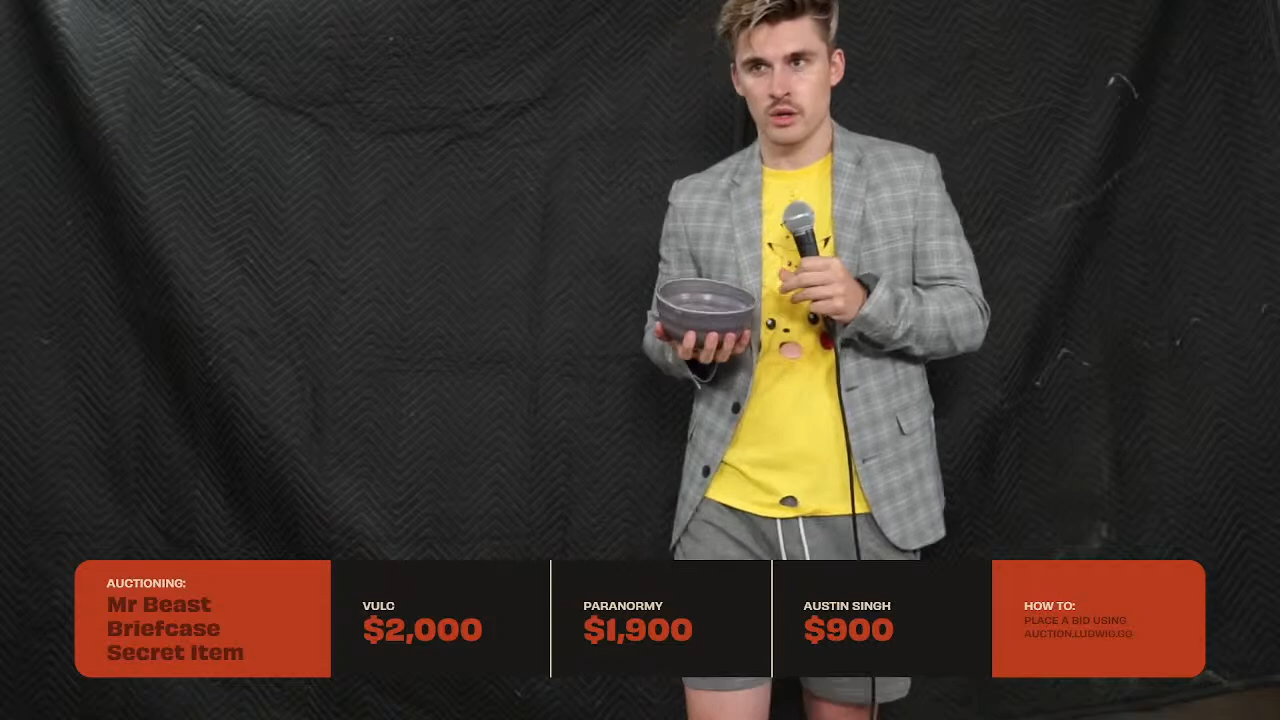 AUCTIONING:
Mr Beast
Briefcase
Secret Item
VULC
$2,000
PARANORMY
$1,900
AUSTIN SINGH
$900
HOW TO:
PLACE A BID USING
AUCTION.LUDWIG.GG